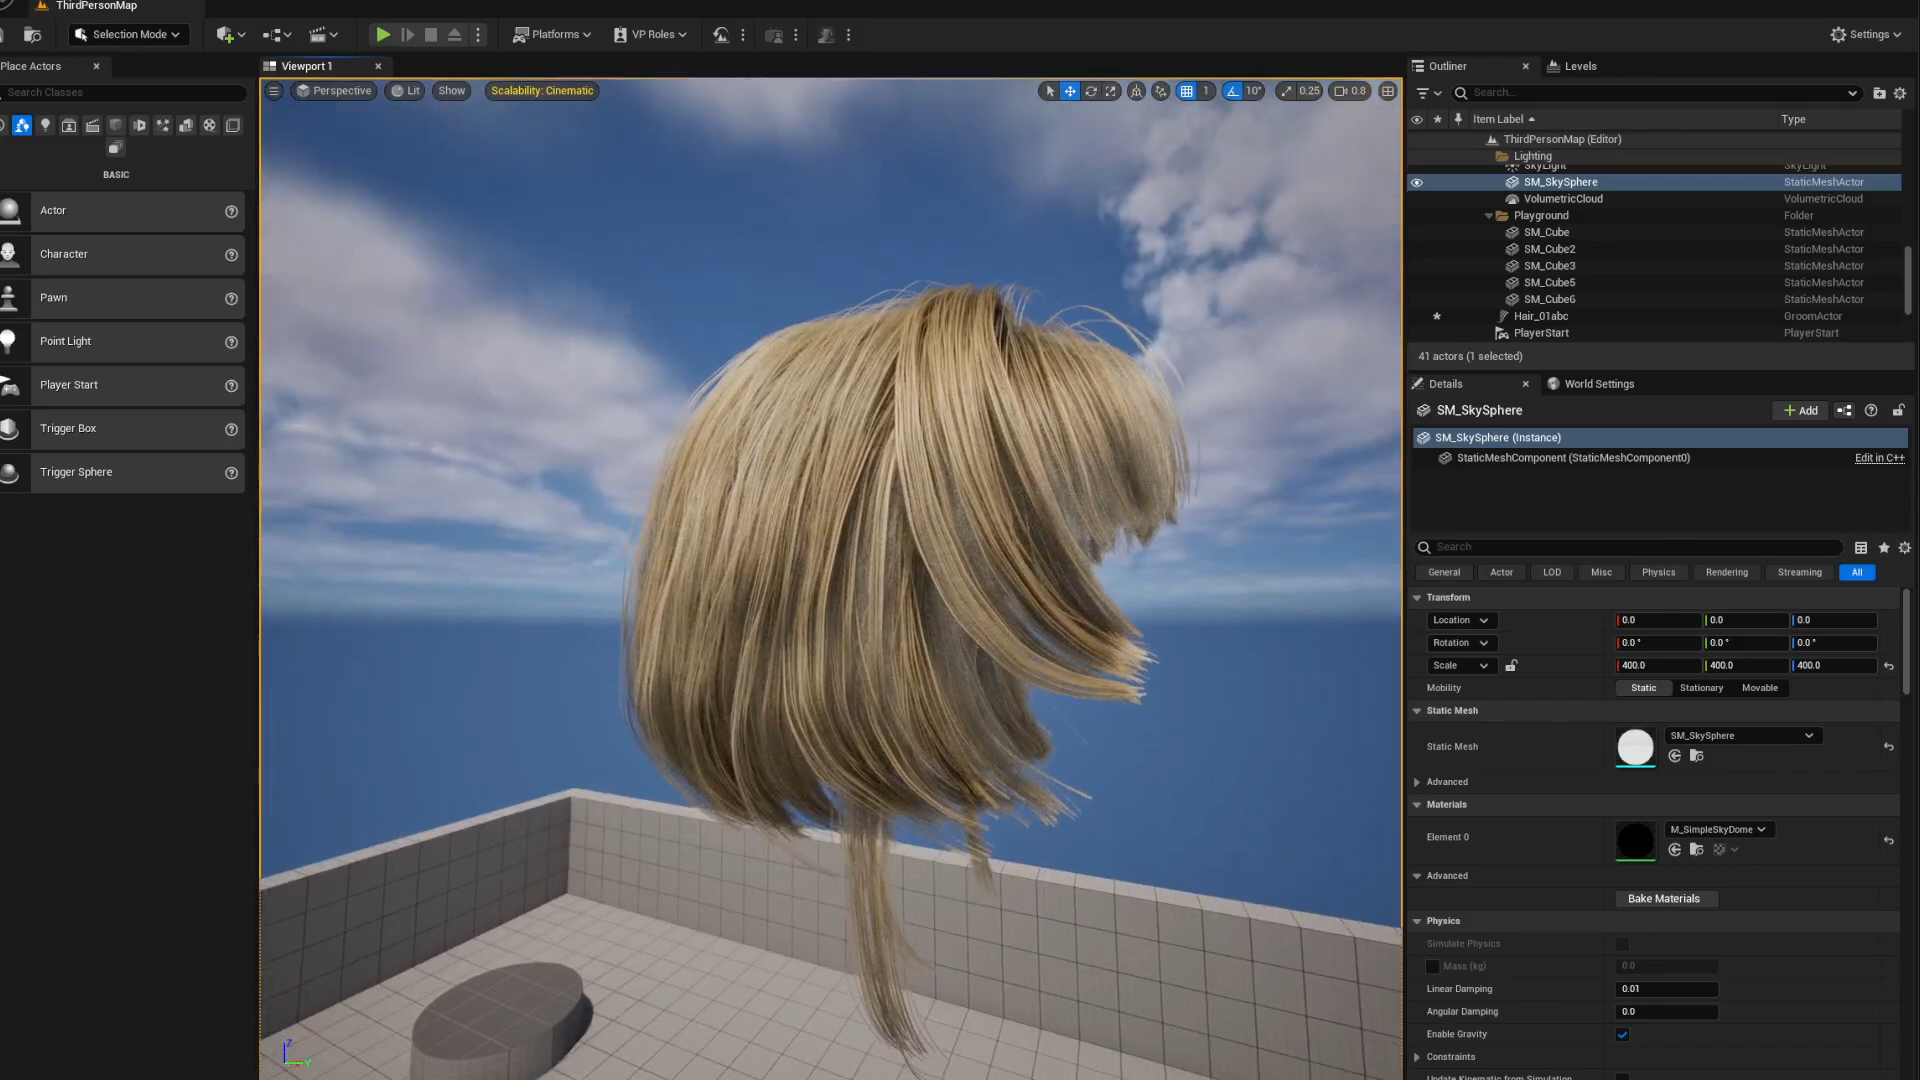 ThirdPersonMap
Selection Mode
Platforms
VP Roles
Settings
Place Actors
Viewport 1
Outliner
Levels
Search Classes
Perspective
Lit
Show
Scalability: Cinematic
1
10°
0.25
0.8
Search...
Item Label
Type
ThirdPersonMap (Editor)
Lighting
SkyLight
SkyLight
SM_SkySphere
StaticMeshActor
VolumetricCloud
VolumetricCloud
Playground
Folder
SM_Cube
StaticMeshActor
SM_Cube2
StaticMeshActor
SM_Cube3
StaticMeshActor
SM_Cube5
StaticMeshActor
SM_Cube6
StaticMeshActor
Hair_01abc
GroomActor
PlayerStart
PlayerStart
41 actors (1 selected)
BASIC
Actor
Character
Pawn
Point Light
Player Start
Trigger Box
Trigger Sphere
Details
World Settings
SM_SkySphere
Add
SM_SkySphere (Instance)
StaticMeshComponent (StaticMeshComponent0)
Edit in C++
Search
General
Actor
LOD
Misc
Physics
Rendering
Streaming
All
Transform
Location
0.0
0.0
0.0
Rotation
0.0 °
0.0 °
0.0 °
Scale
400.0
400.0
400.0
Mobility
Static
Stationary
Movable
Static Mesh
Static Mesh
SM_SkySphere
Advanced
Materials
Element 0
M_SimpleSkyDome
Advanced
Bake Materials
Physics
Simulate Physics
Mass (kg)
0.0
Linear Damping
0.01
Angular Damping
0.0
Enable Gravity
Constraints
Update Kinematic from Simulation
Z
Y